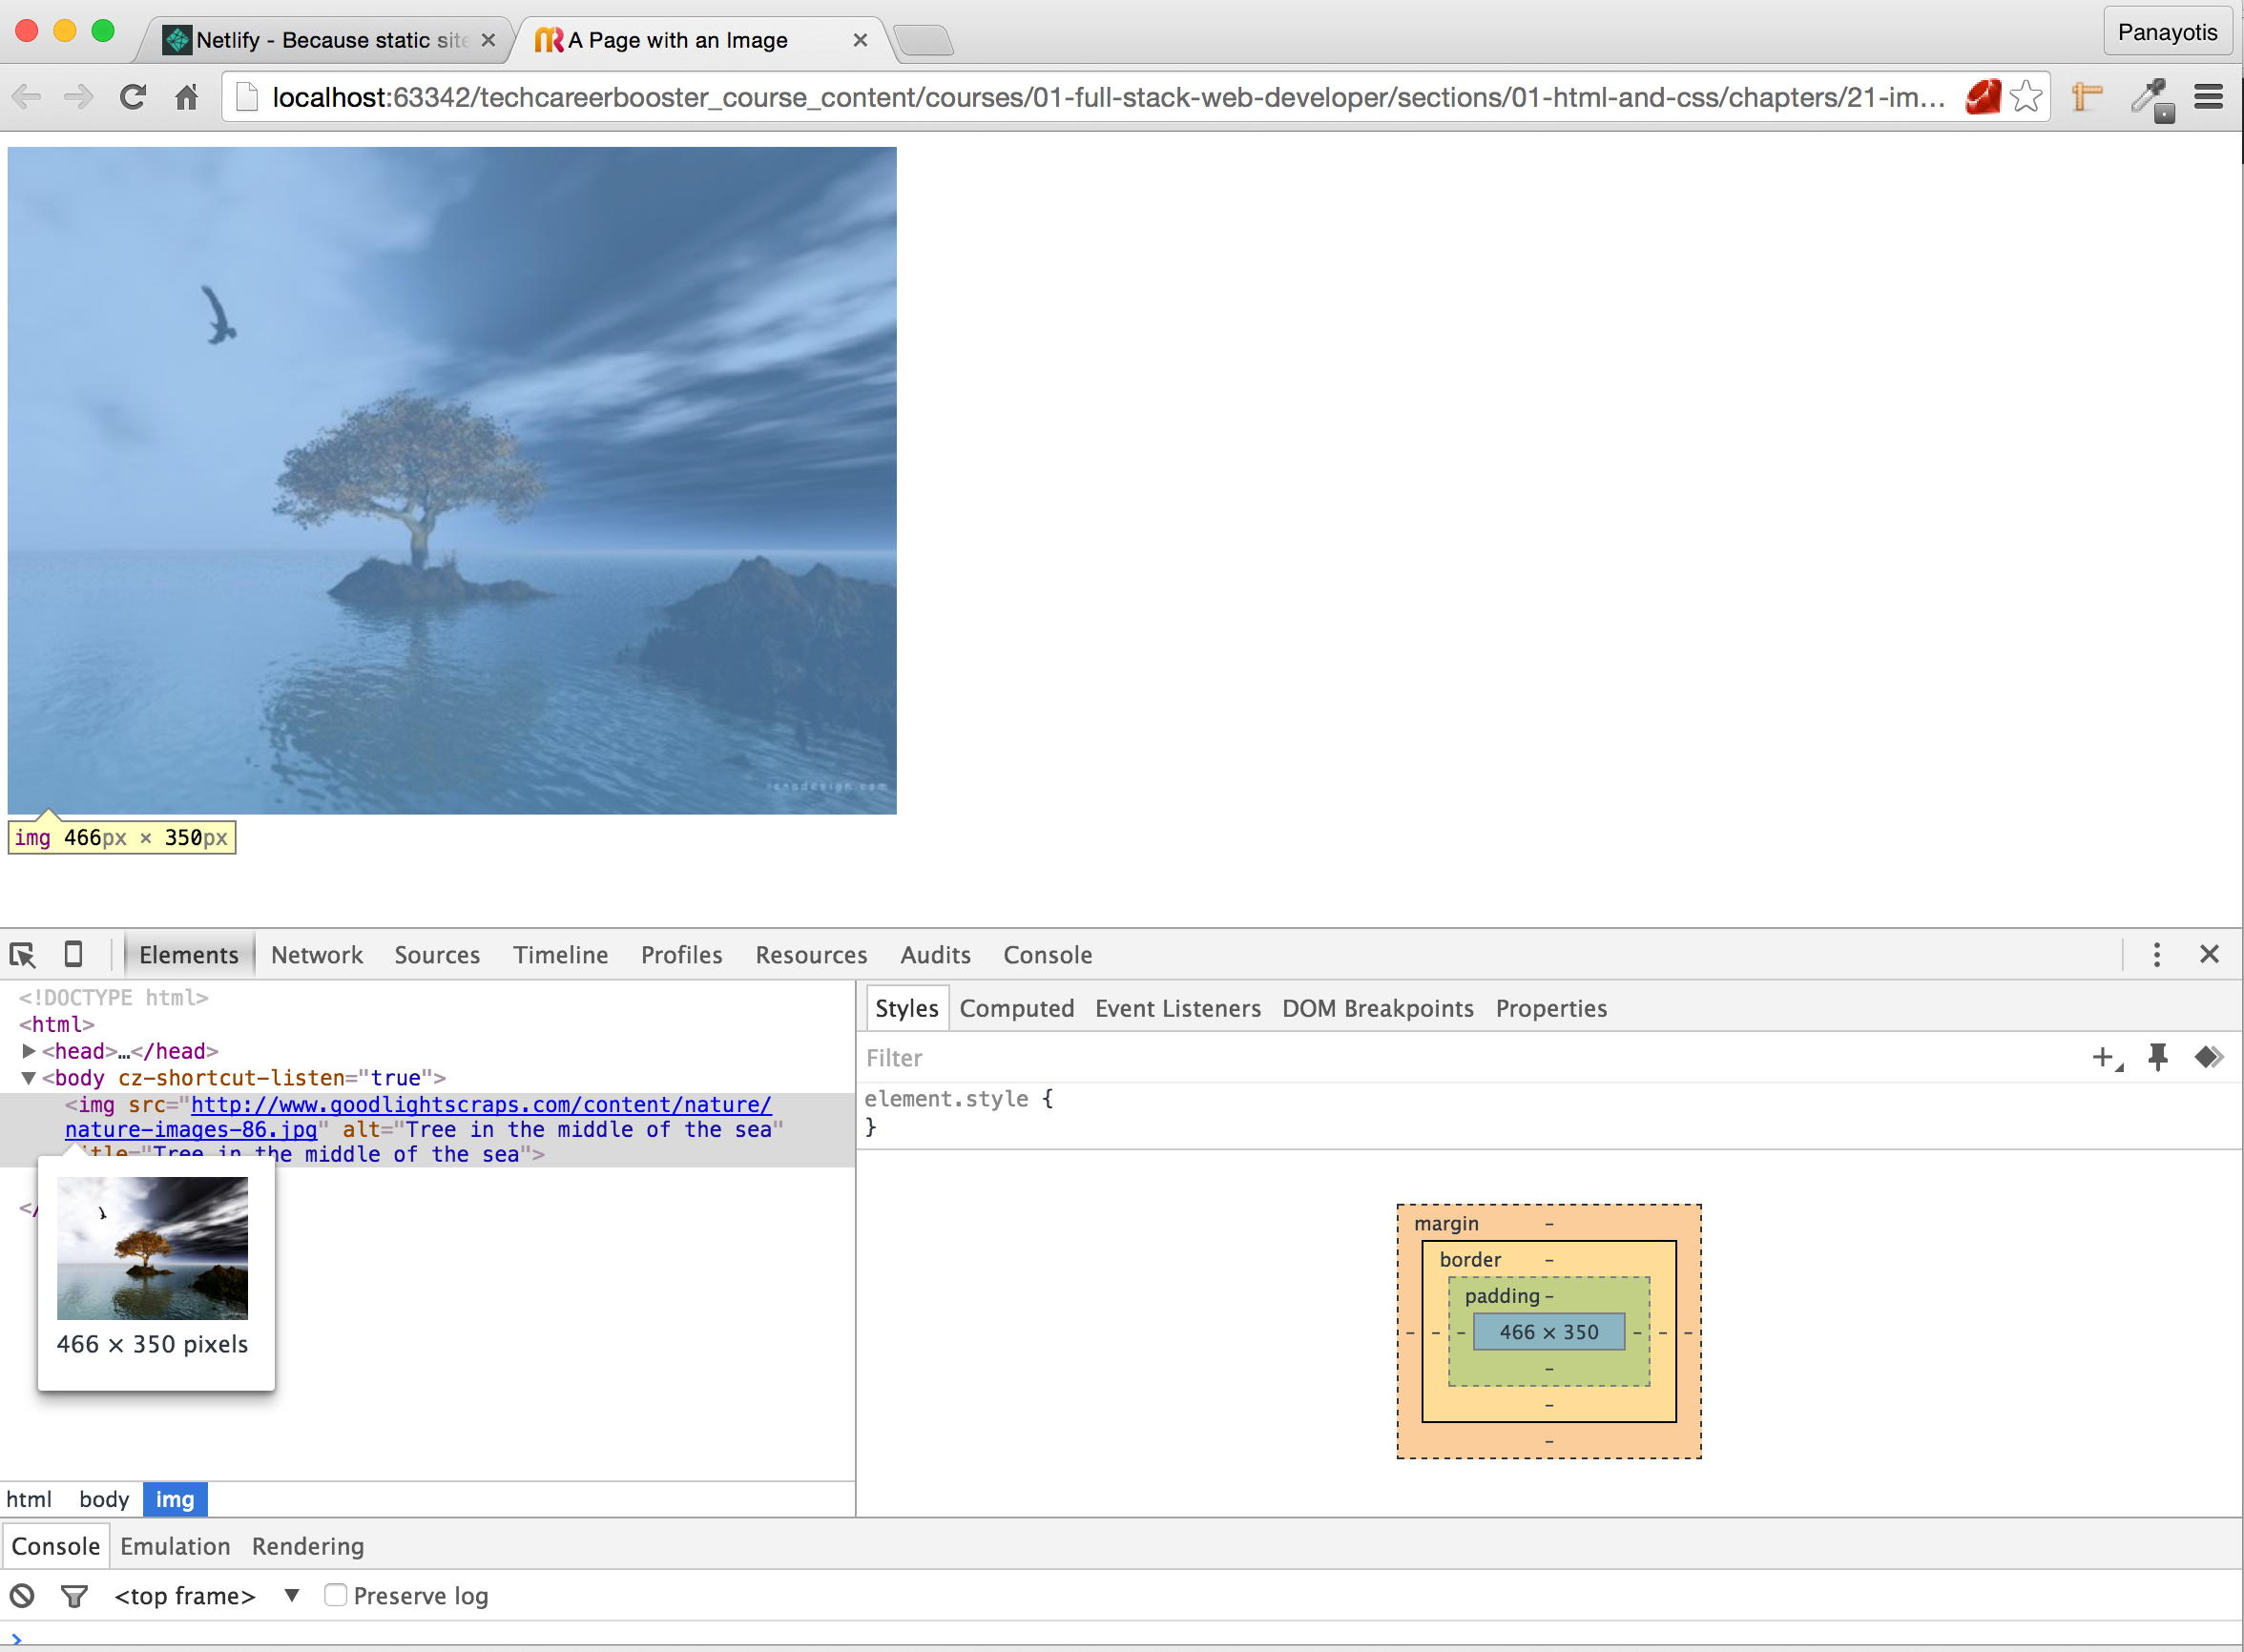 Netlify - Because static site
A Page with an Image
Panayotis
localhost:63342/techcareerbooster_course_content/courses/01-full-stack-web-developer/sections/01-html-and-css/chapters/21-im...
img 466px × 350px
Elements Network Sources Timeline Profiles Resources Audits Console
<!DOCTYPE html>
<html>
<head>…</head>
<body cz-shortcut-listen="true">
<img src="http://www.goodlightscraps.com/content/nature/
nature-images-86.jpg" alt="Tree in the middle of the sea"
itle="Tree in the middle of the sea">
</
466 × 350 pixels
html body img
Styles Computed Event Listeners DOM Breakpoints Properties
Filter
element.style {
}
margin -
border -
padding -
- - - 466 × 350 - - -
-
-
-
Console Emulation Rendering
<top frame> Preserve log